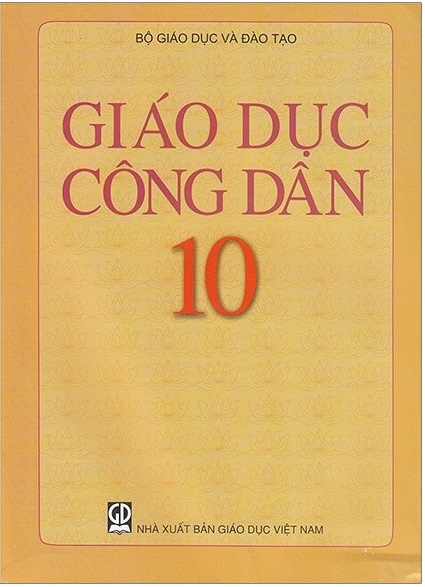 BỘ GIÁO DỤC VÀ ĐÀO TẠO
GIÁO DỤC
CÔNG DÂN
10
GD
NHÀ XUẤT BẢN GIÁO DỤC VIỆT NAM